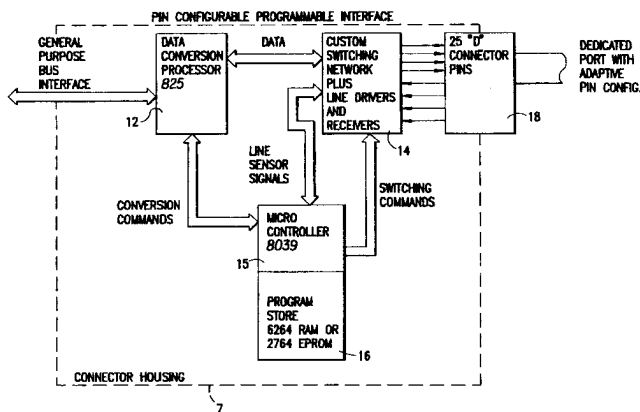 PIN CONFIGURABLE PROGRAMMABLE INTERFACE
GENERAL
PURPOSE
BUS
INTERFACE
DATA
CONVERSION
PROCESSOR
825
12
DATA
CUSTOM
SWITCHING
NETWORK
PLUS
LINE DRIVERS
AND
RECEIVERS
14
25 "D"
CONNECTOR
PINS
18
DEDICATED
PORT WITH
ADAPTIVE
PIN CONFIG.
LINE
SENSOR
SIGNALS
SWITCHING
COMMANDS
CONVERSION
COMMANDS
MICRO
CONTROLLER
8039
15
PROGRAM
STORE
6264 RAM OR
2764 EPROM
16
CONNECTOR HOUSING
7